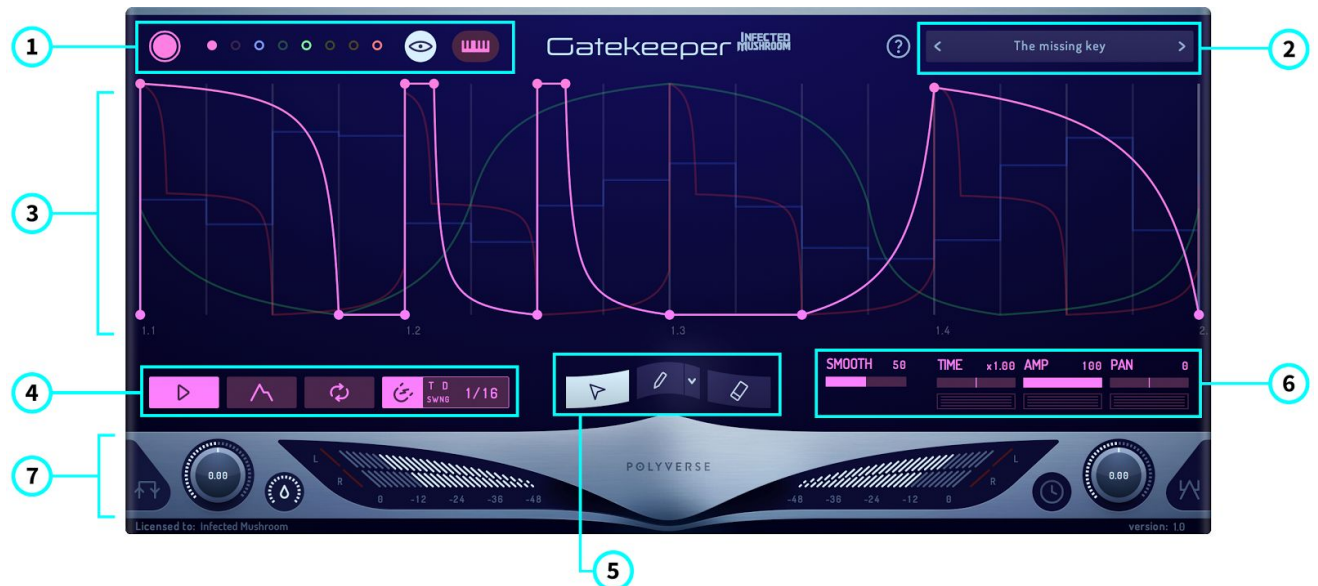 1
Gatekeeper INFECTED MUSHROOM
?
< The missing key >
2
3
1.1 1.2 1.3 1.4 2.
4
T D
SWNG 1/16
SMOOTH 50 TIME x1.00 AMP 100 PAN 0
6
7
0.00
L
R
0 -12 -24 -36 -48
POLYVERSE
-48 -36 -24 -12 0
L
R
0.00
Licensed to: Infected Mushroom
version: 1.0
5